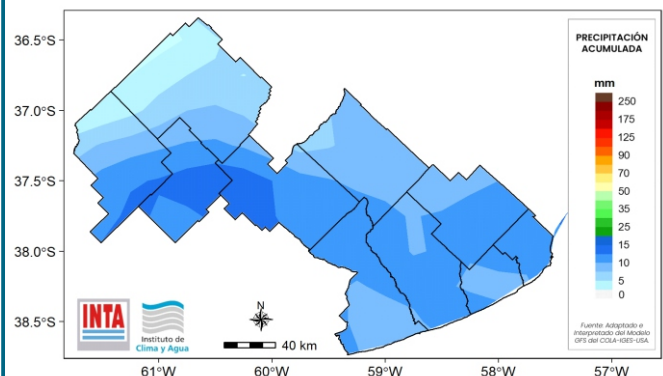 36.5°S
37.0°S
37.5°S
38.0°S
38.5°S
61°W
60°W
59°W
58°W
57°W
PRECIPITACIÓN
ACUMULADA
mm
250
175
125
90
70
50
35
25
15
10
5
0
Fuente: Adaptado e
Interpretado del Modelo
GFS del COLA-IGES-USA.
INTA
Instituto de
Clima y Agua
N
40 km